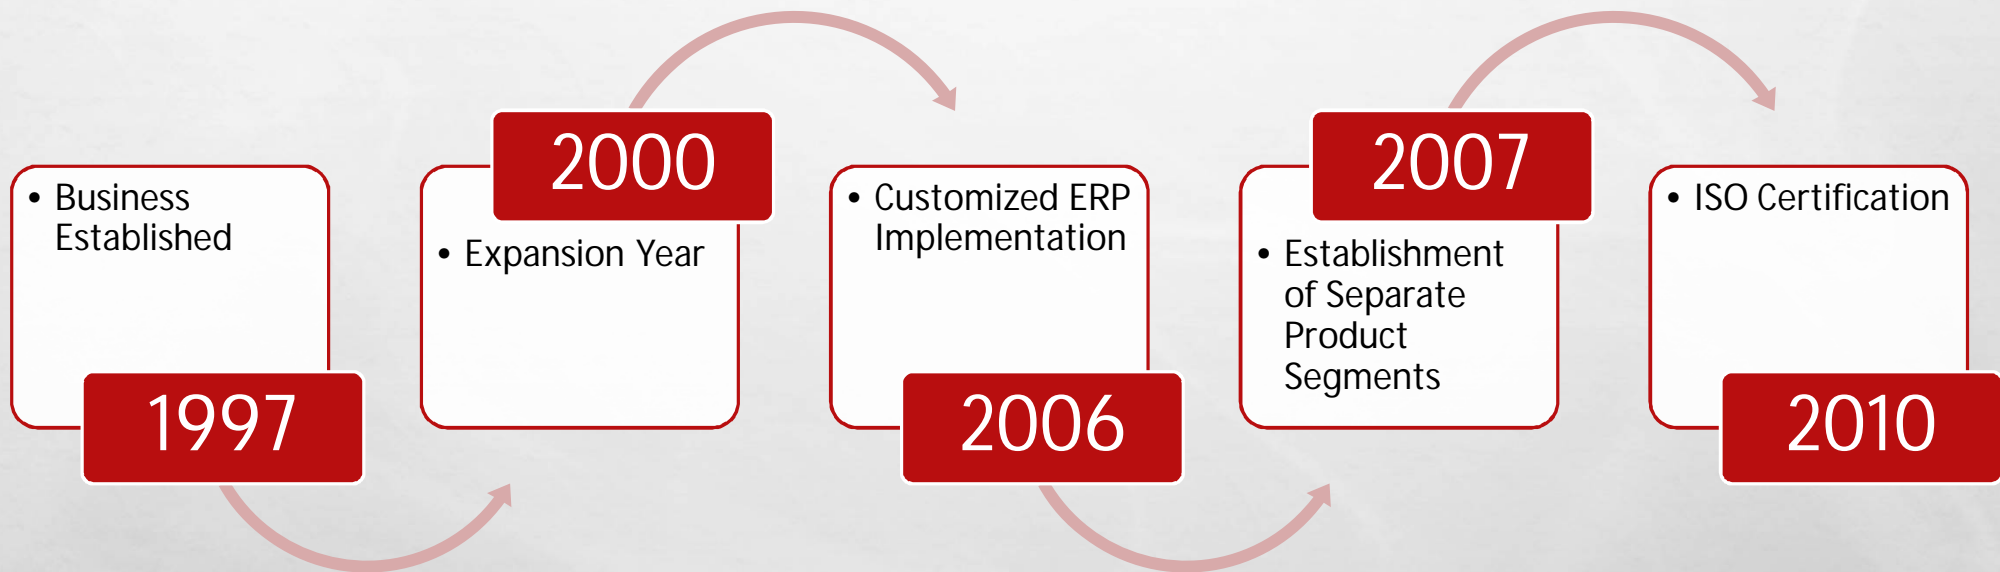 • Business
Established
1997
2000
• Expansion Year
• Customized ERP
Implementation
2006
2007
• Establishment
of Separate
Product
Segments
• ISO Certification
2010